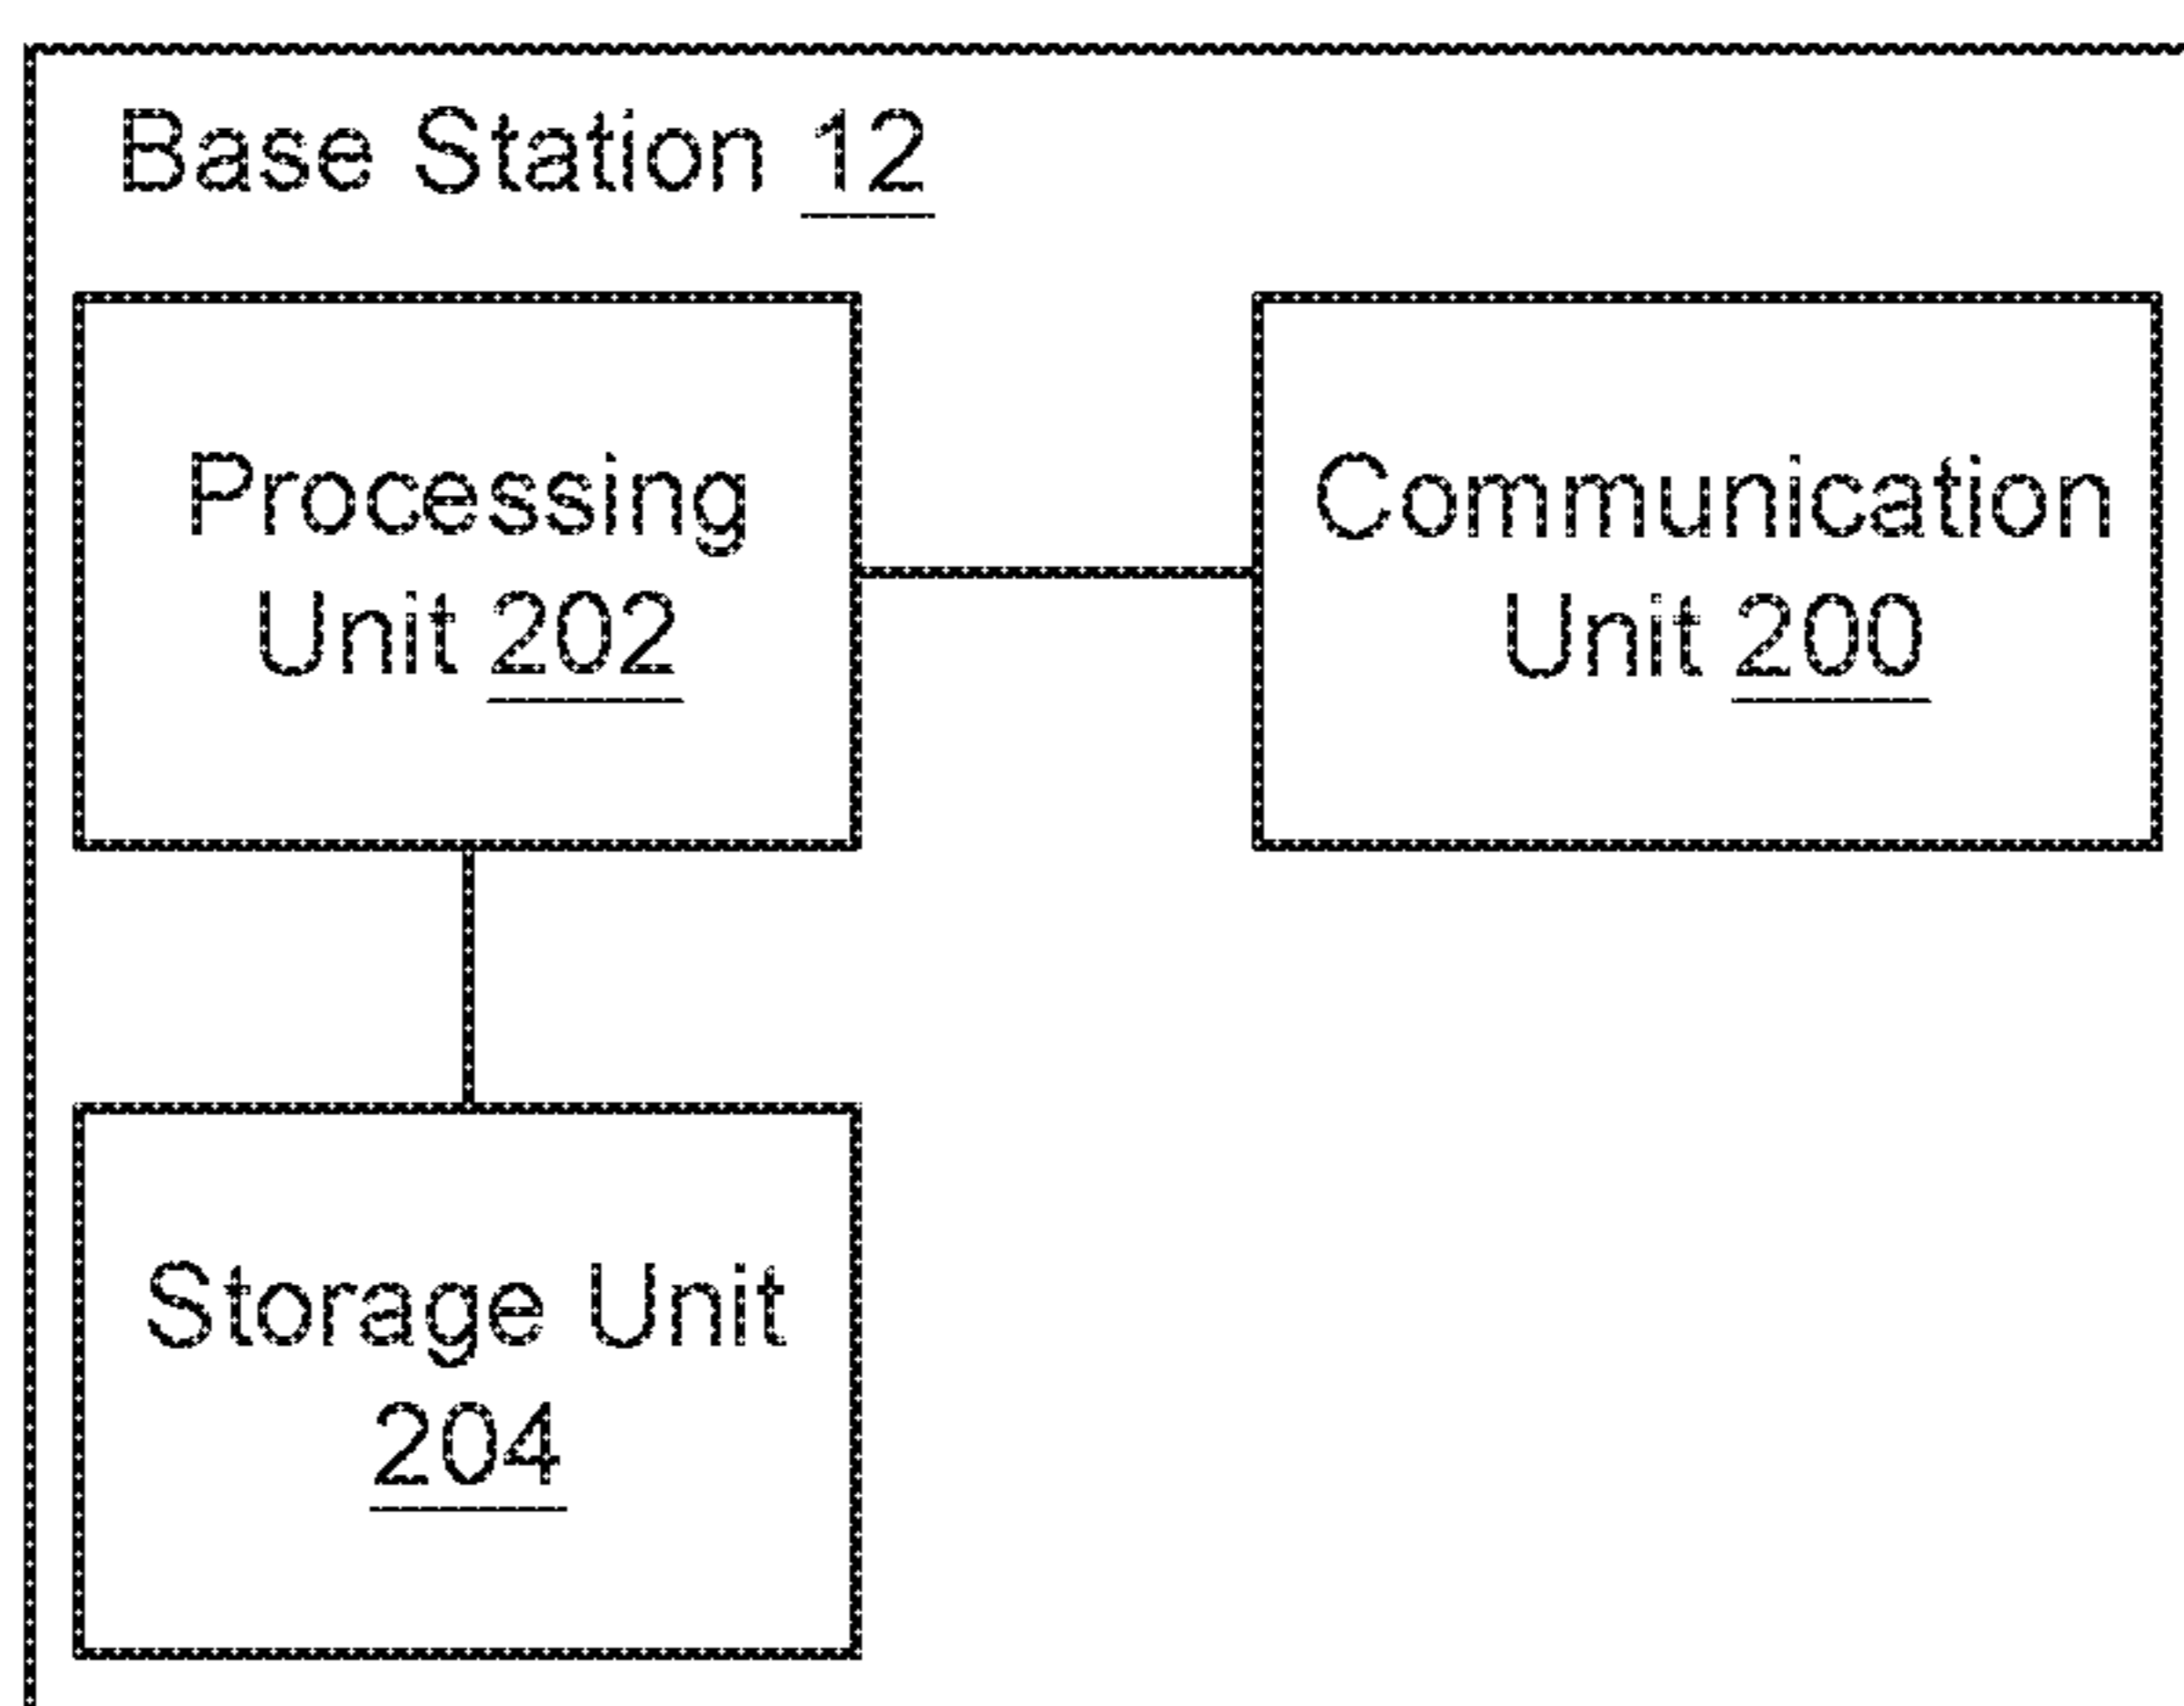 Base Station 12
Processing
Unit 202
Communication
Unit 200
Storage Unit
204